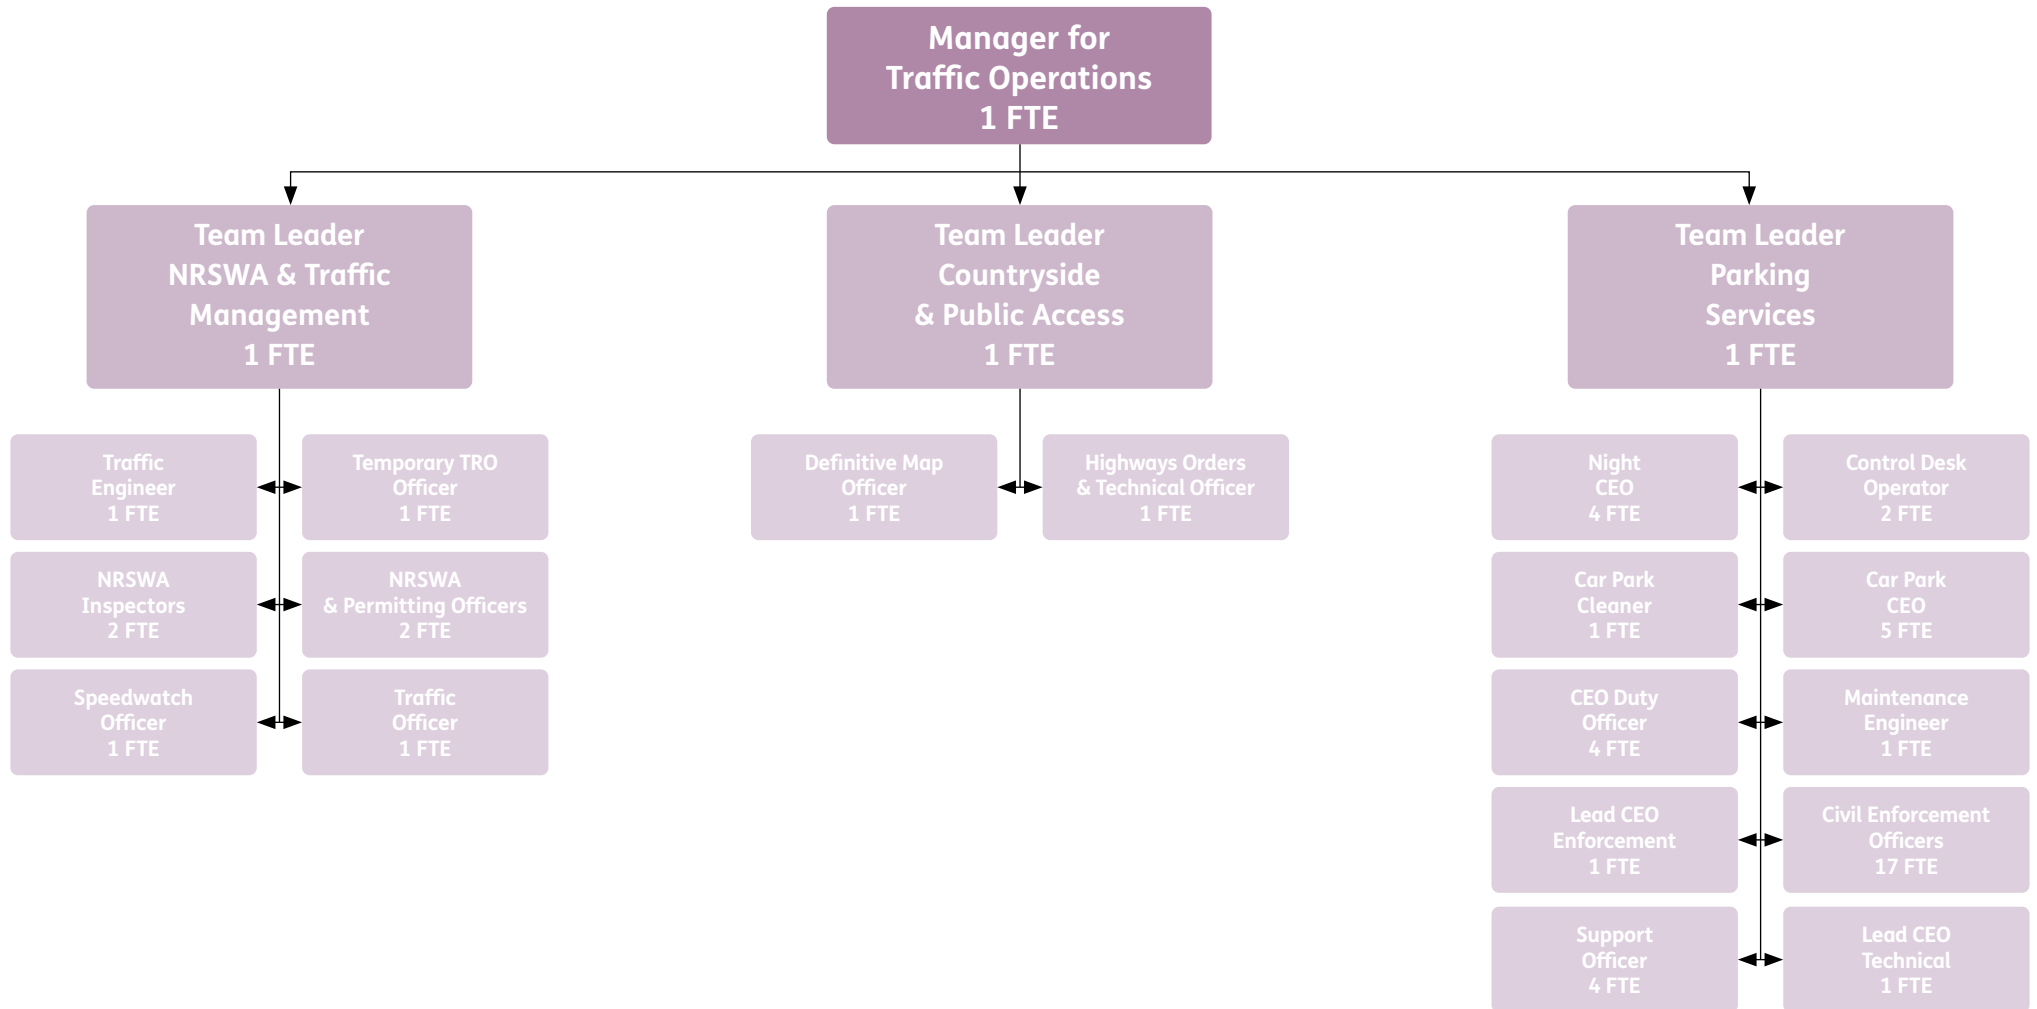 Manager for
Traffic Operations
1 FTE
Team Leader
NRSWA & Traffic
Management
1 FTE
Team Leader
Countryside
& Public Access
1 FTE
Team Leader
Parking
Services
1 FTE
Traffic
Engineer
1 FTE
Temporary TRO
Officer
1 FTE
NRSWA
Inspectors
2 FTE
NRSWA
& Permitting Officers
2 FTE
Speedwatch
Officer
1 FTE
Traffic
Officer
1 FTE
Definitive Map
Officer
1 FTE
Highways Orders
& Technical Officer
1 FTE
Night
CEO
4 FTE
Control Desk
Operator
2 FTE
Car Park
Cleaner
1 FTE
Car Park
CEO
5 FTE
CEO Duty
Officer
4 FTE
Maintenance
Engineer
1 FTE
Lead CEO
Enforcement
1 FTE
Civil Enforcement
Officers
17 FTE
Support
Officer
4 FTE
Lead CEO
Technical
1 FTE